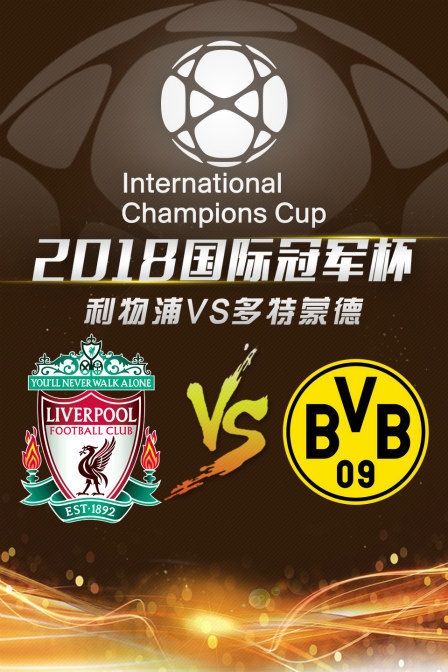 International
Champions Cup
2018国际冠军杯
利物浦VS多特蒙德
YOU'LL NEVER WALK ALONE
LIVERPOOL
FOOTBALL CLUB
EST·1892
VS
BVB
09